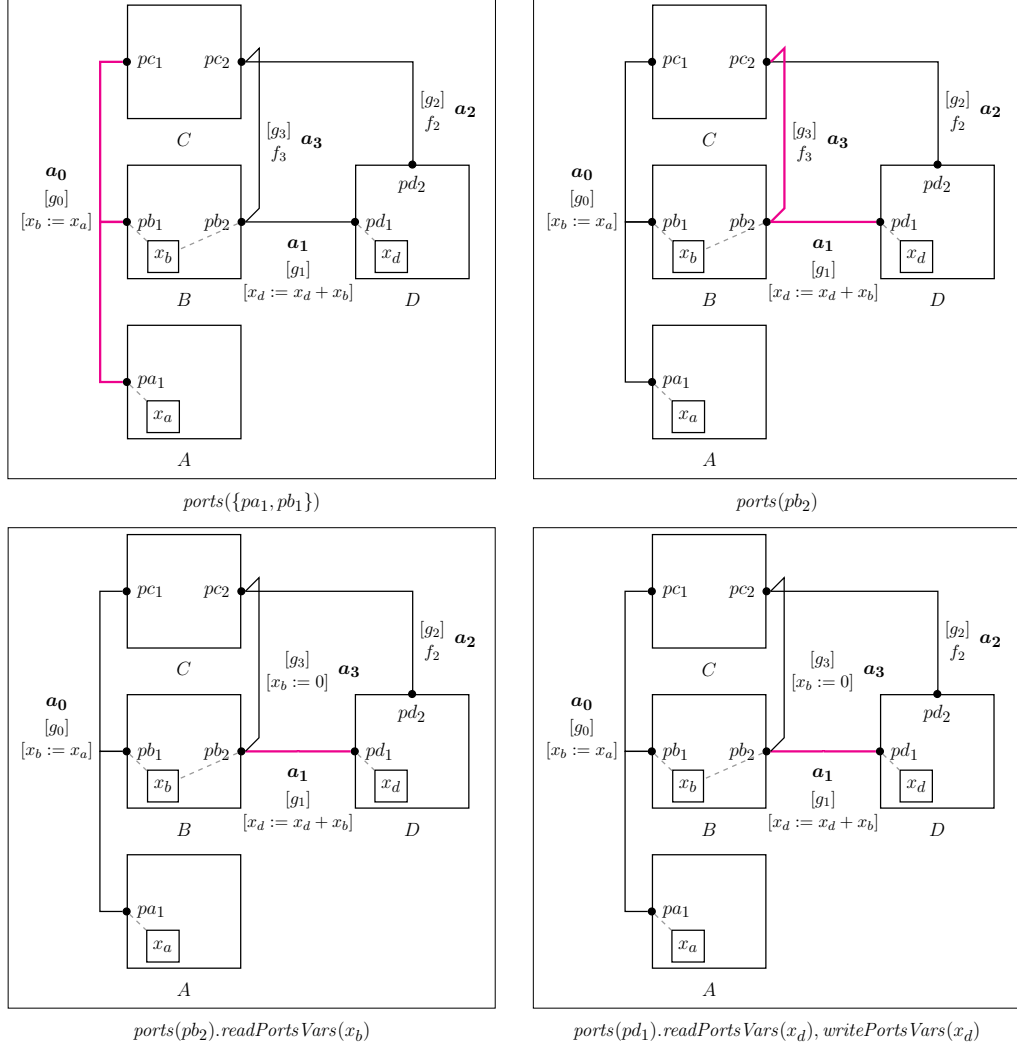 pc1 pc2
C
[g2] a2
f2
[g3] a3
f3
a0
[g0]
[xb := xa]
pd2
pb1 pb2 pd1
xb xd
a1
[g1]
[xd := xd + xb]
B D
pa1
xa
A
ports({pa1, pb1})
pc1 pc2
C
[g2] a2
f2
[g3] a3
f3
a0
[g0]
[xb := xa]
pd2
pb1 pb2 pd1
xb xd
a1
[g1]
[xd := xd + xb]
B D
pa1
xa
A
ports(pb2)
pc1 pc2
C
[g2] a2
f2
[g3] a3
[xb := 0]
a0
[g0]
[xb := xa]
pd2
pb1 pb2 pd1
xb xd
a1
[g1]
[xd := xd + xb]
B D
pa1
xa
A
ports(pb2).readPortsVars(xb)
pc1 pc2
C
[g2] a2
f2
[g3] a3
[xb := 0]
a0
[g0]
[xb := xa]
pd2
pb1 pb2 pd1
xb xd
a1
[g1]
[xd := xd + xb]
B D
pa1
xa
A
ports(pd1).readPortsVars(xd), writePortsVars(xd)